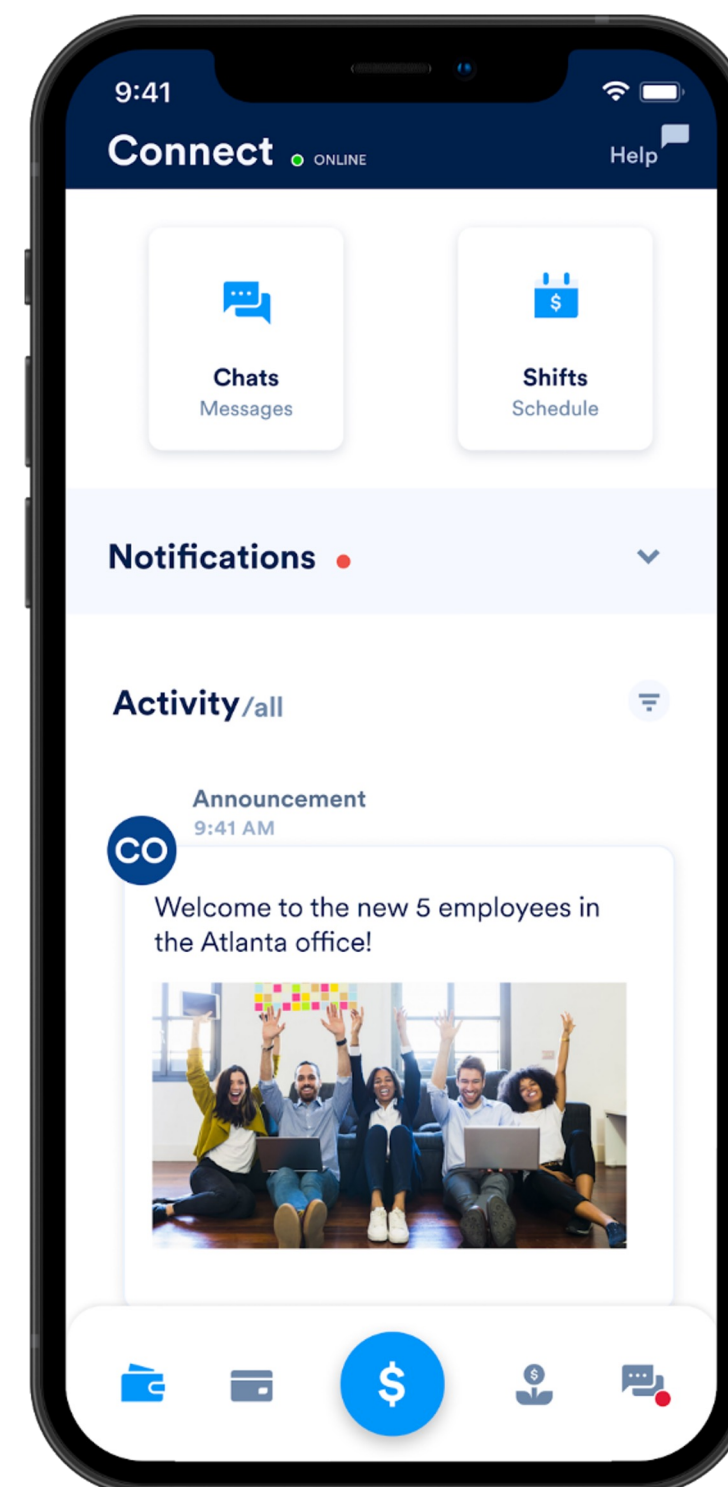 9:41
Connect ONLINE Help
Chats
Messages
$
Shifts
Schedule
Notifications
Activity/all
Announcement
9:41 AM
CO
Welcome to the new 5 employees in
the Atlanta office!
$
$